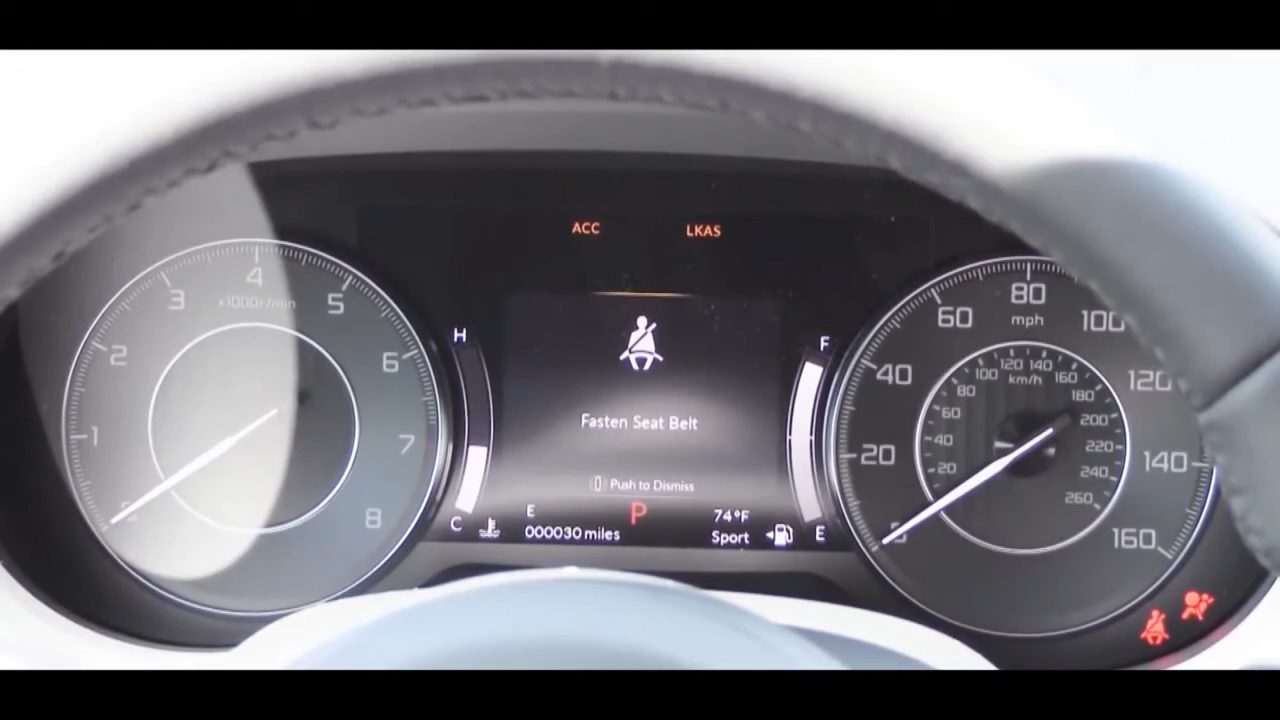 ACC
LKAS
1
2
3
4
5
6
7
8
x1000r/min
H
C
Fasten Seat Belt
Push to Dismiss
E
000030 miles
P
74°F
Sport
F
E
20
40
60
80
100
120
140
160
mph
20
40
60
80
100
120
140
160
180
200
220
240
260
km/h